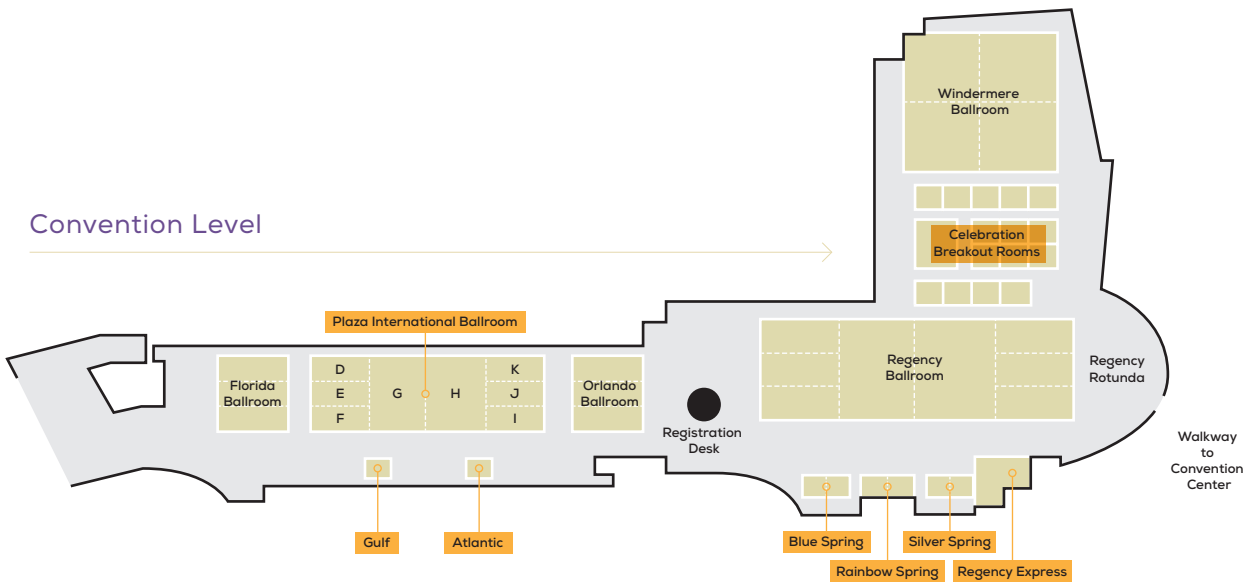 Windermere
Ballroom
Convention Level
Celebration
Breakout Rooms
Plaza International Ballroom
Florida
Ballroom
D
E
F
G
H
K
J
I
Orlando
Ballroom
Registration
Desk
Regency
Ballroom
Regency
Rotunda
Walkway
to
Convention
Center
Gulf
Atlantic
Blue Spring
Rainbow Spring
Silver Spring
Regency Express